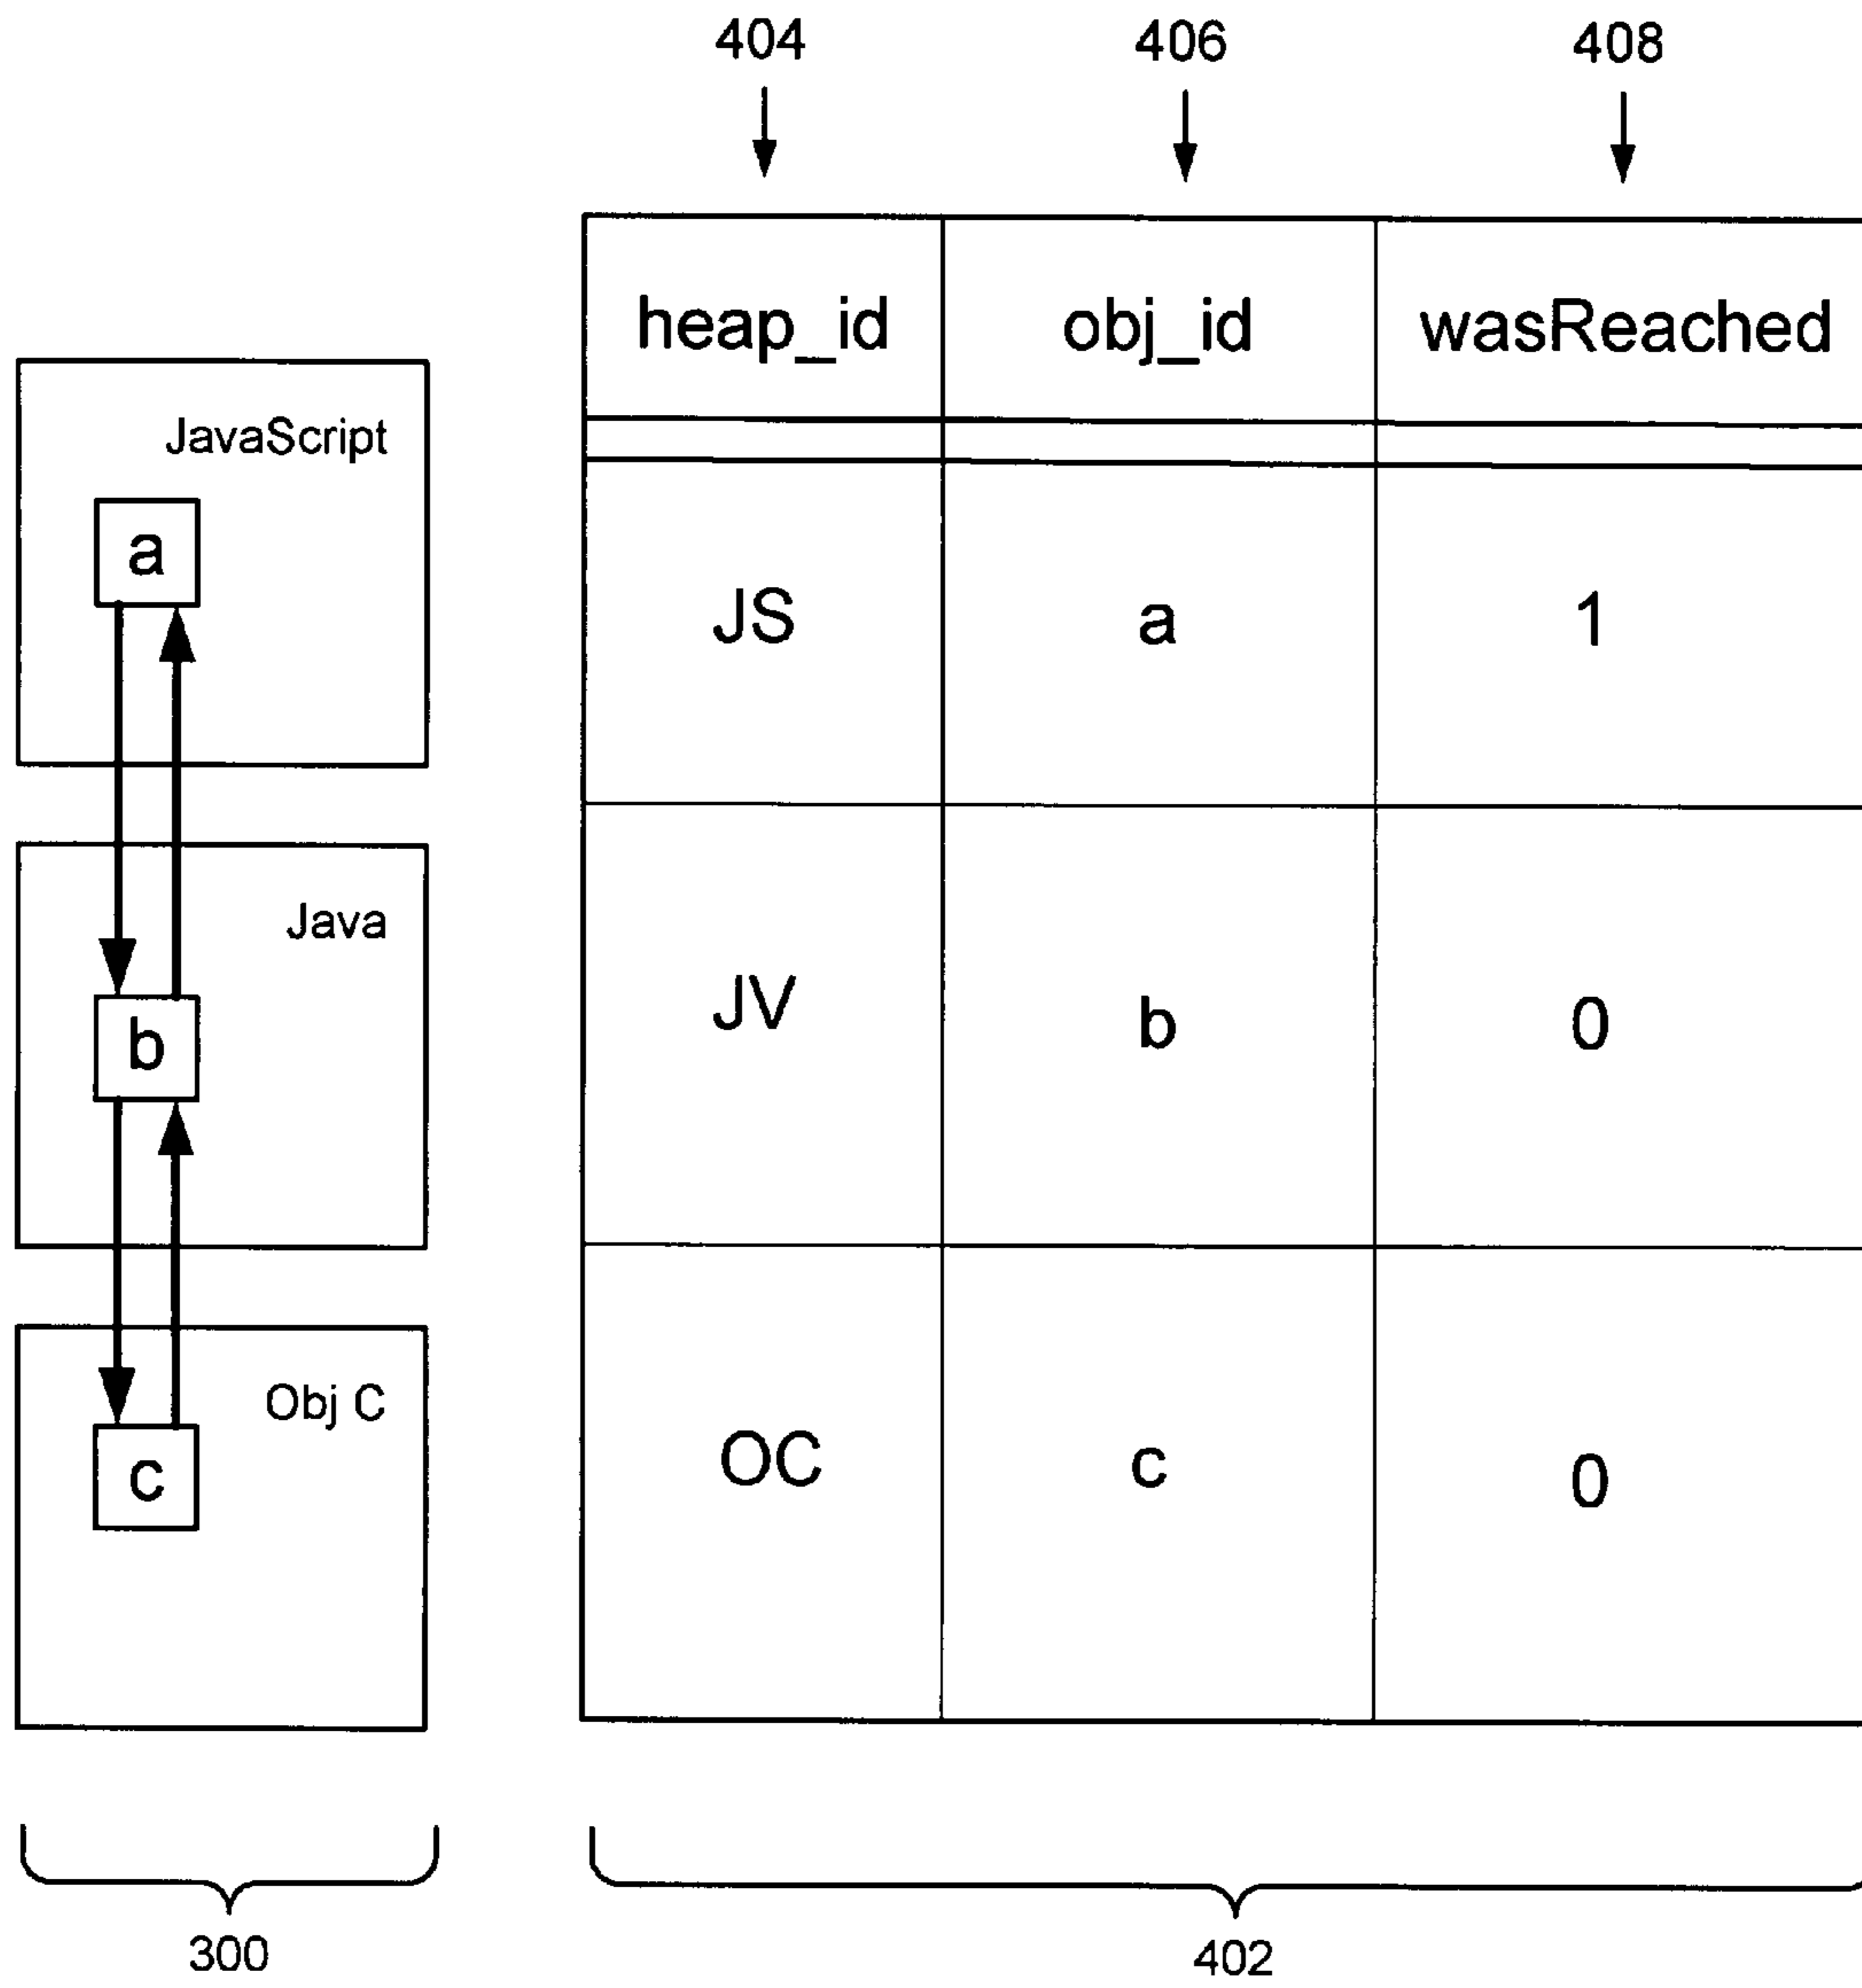 404 406 408
heap_id obj_id wasReached
JavaScript
a
JS a 1
Java
b
JV b 0
Obj C
c
OC c 0
300 402